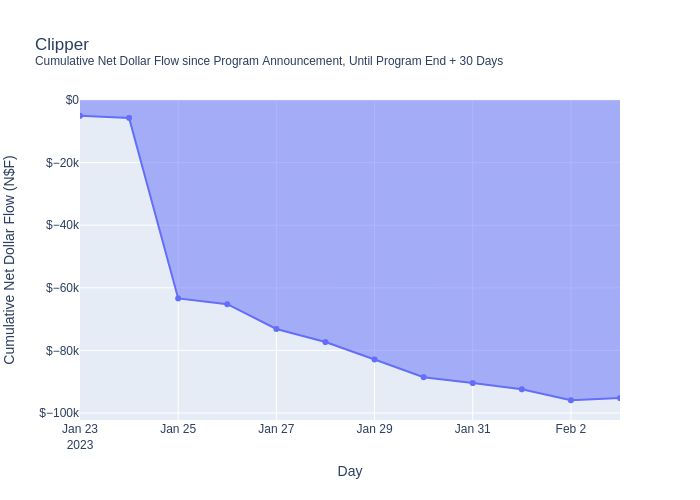 Clipper
Cumulative Net Dollar Flow since Program Announcement, Until Program End + 30 Days
Cumulative Net Dollar Flow (N$F)
$0
$−20k
$−40k
$−60k
$−80k
$−100k
Jan 23
2023
Jan 25
Jan 27
Jan 29
Jan 31
Feb 2
Day